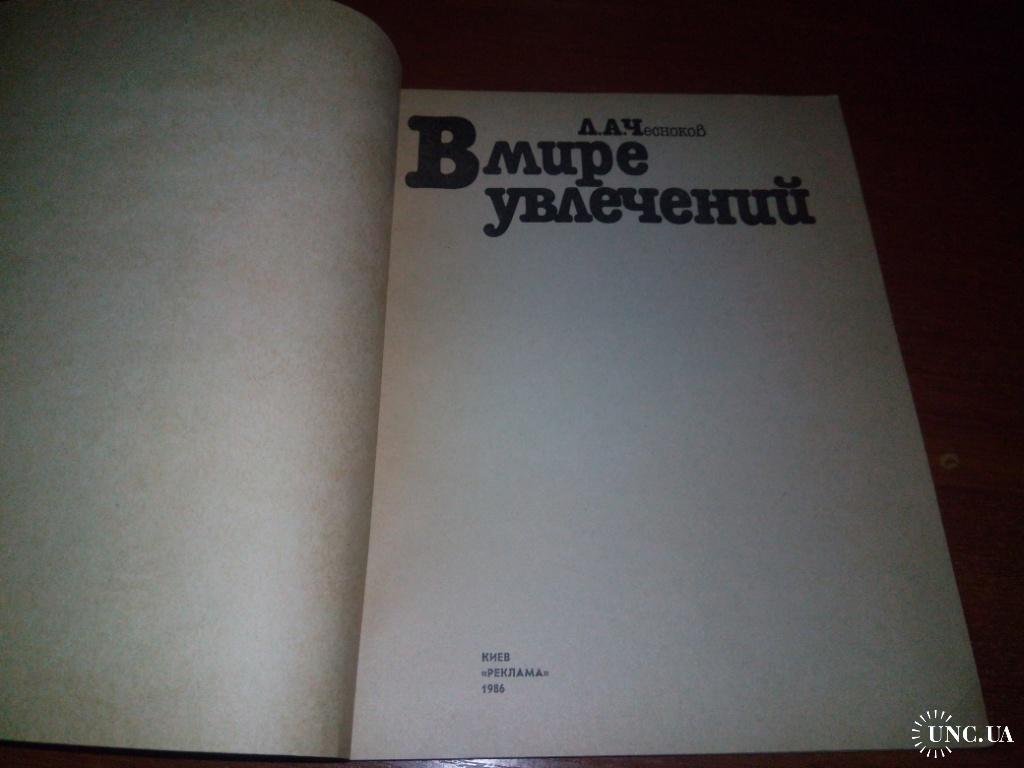 Л.А.Чесноков
В мире
увлечений
КИЕВ
«РЕКЛАМА»
1986
UNC.UA